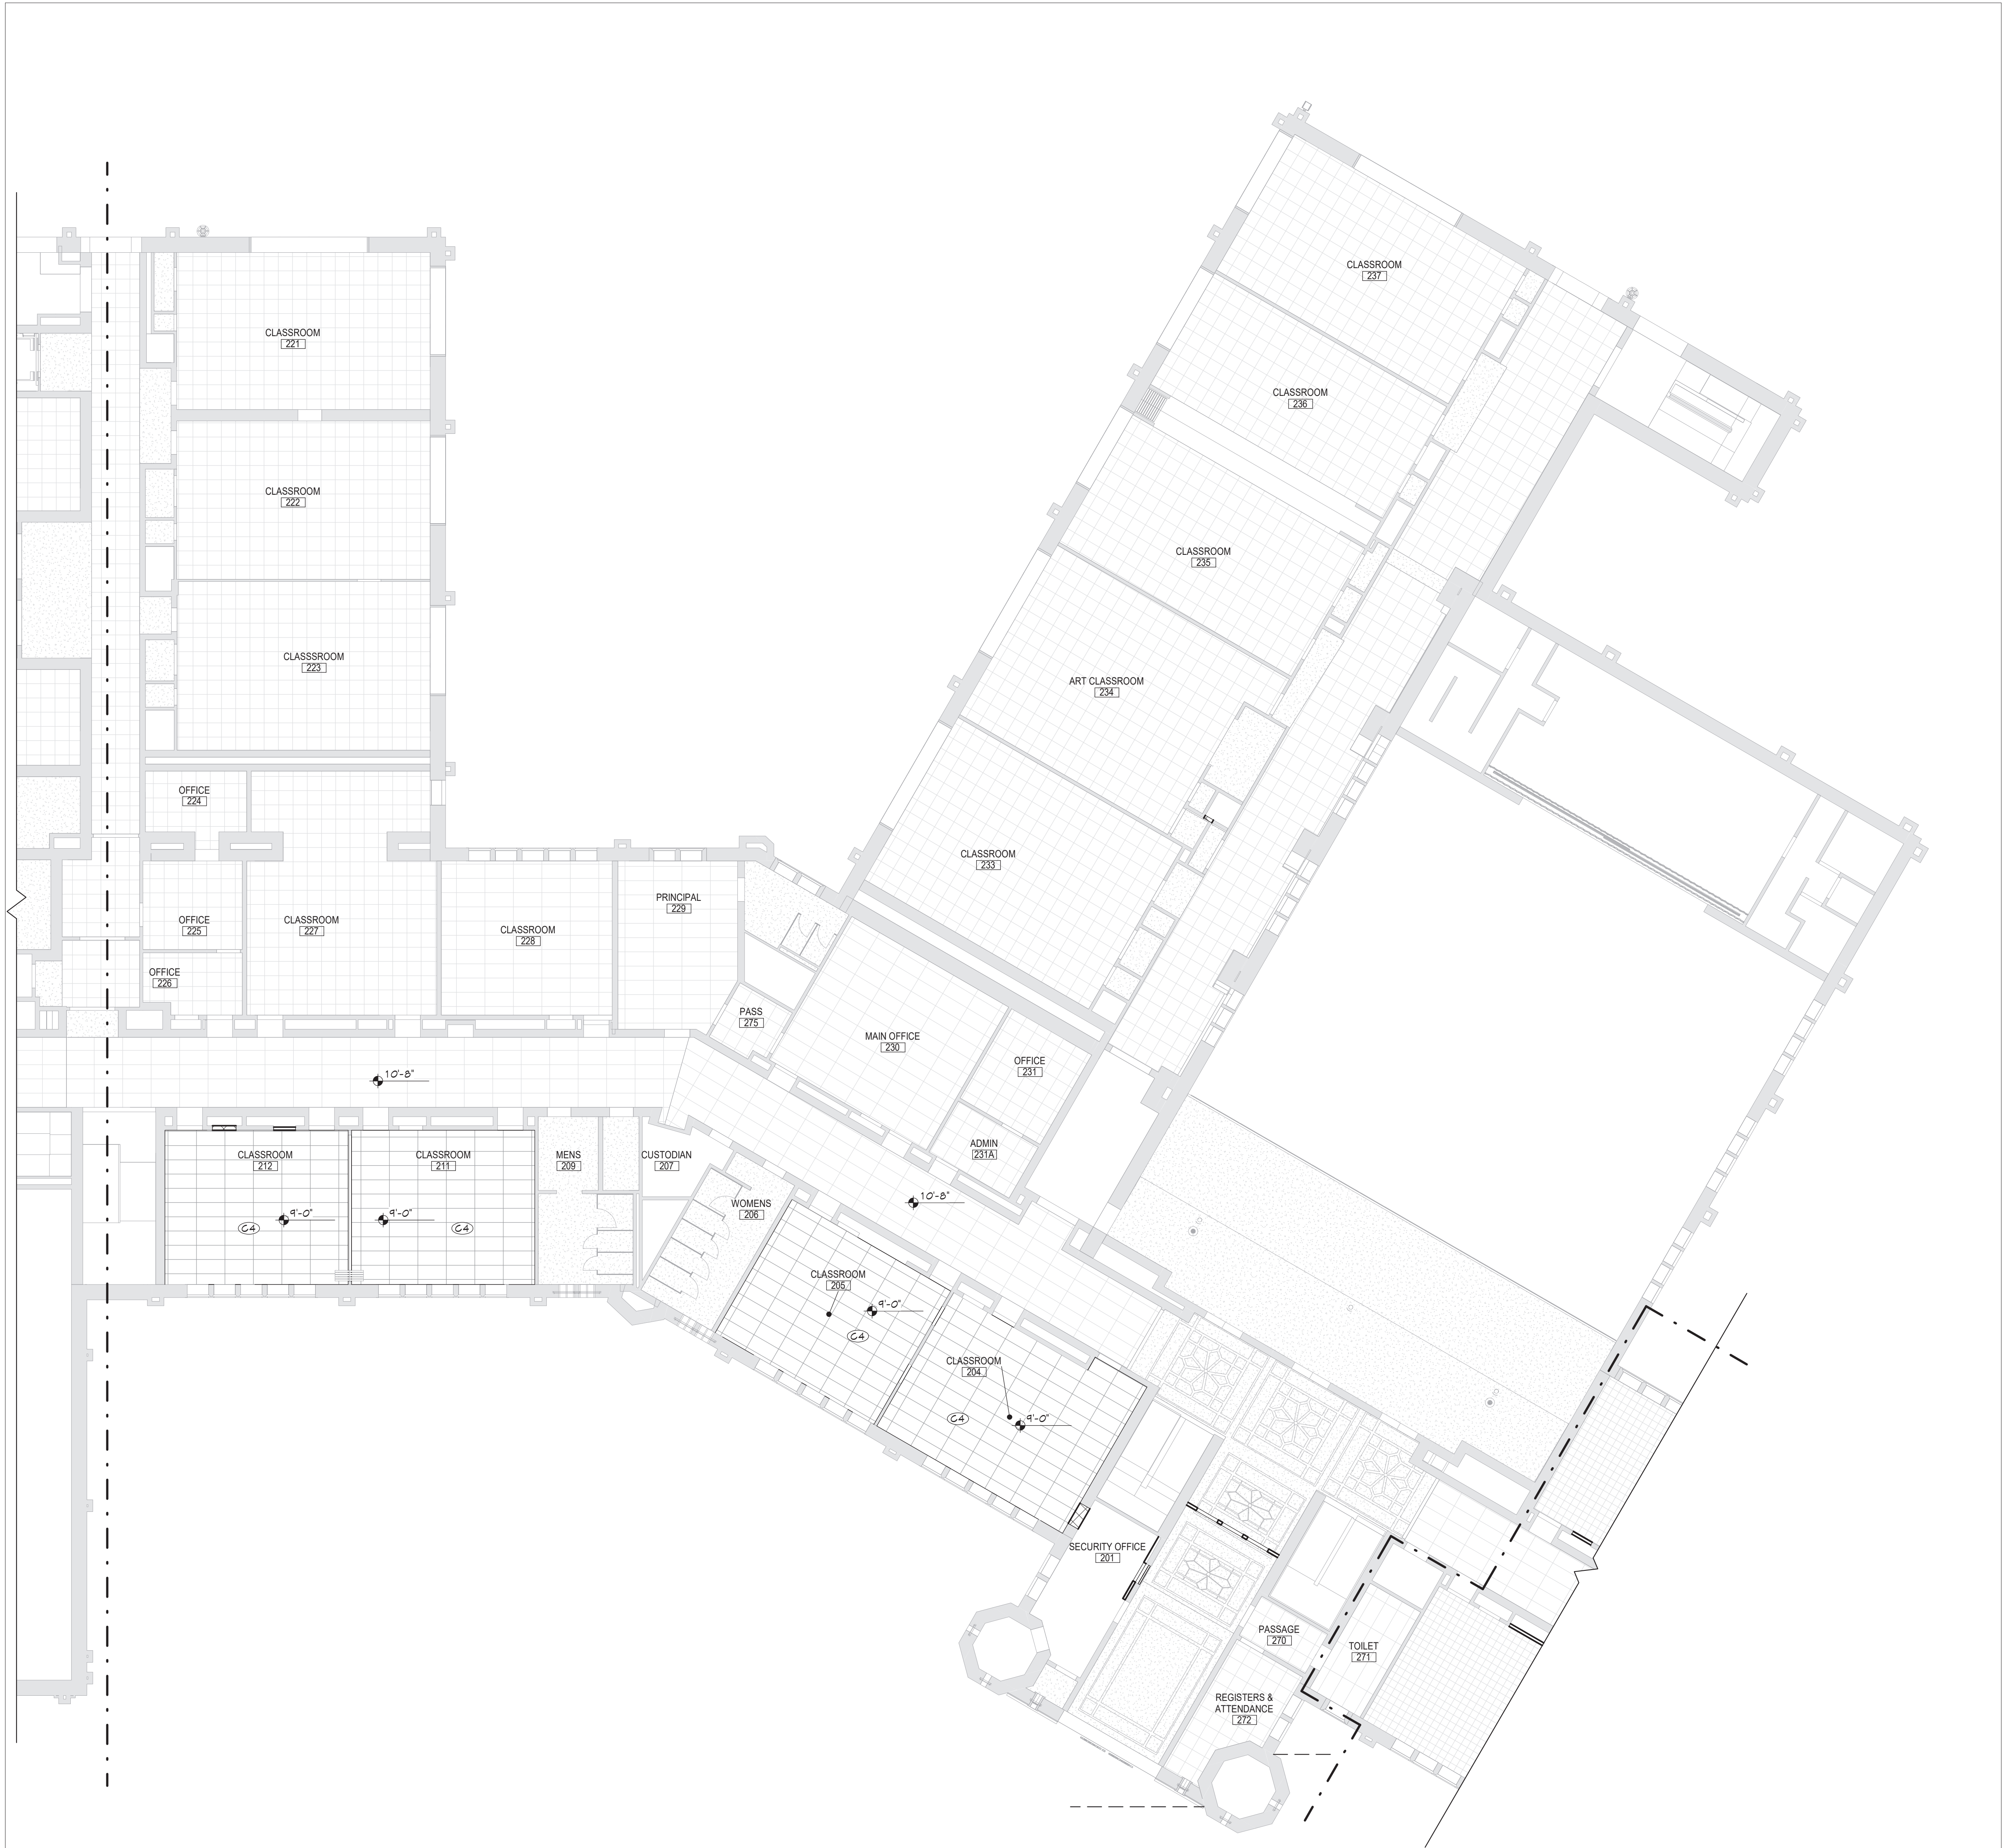 CLASSROOM
237
CLASSROOM
221
CLASSROOM
236
CLASSROOM
222
CLASSROOM
235
CLASSSROOM
223
ART CLASSROOM
234
OFFICE
224
CLASSROOM
233
PRINCIPAL
229
OFFICE
225
CLASSROOM
227
CLASSROOM
228
OFFICE
226
PASS
275
MAIN OFFICE
230
OFFICE
231
10'-8"
ADMIN
231A
CLASSROOM
212
CLASSROOM
211
MENS
209
CUSTODIAN
207
WOMENS
206
10'-8"
9'-0"
9'-0"
C4
C4
CLASSROOM
205
9'-0"
C4
CLASSROOM
204
C4
9'-0"
SECURITY OFFICE
201
PASSAGE
270
TOILET
271
REGISTERS &
ATTENDANCE
272